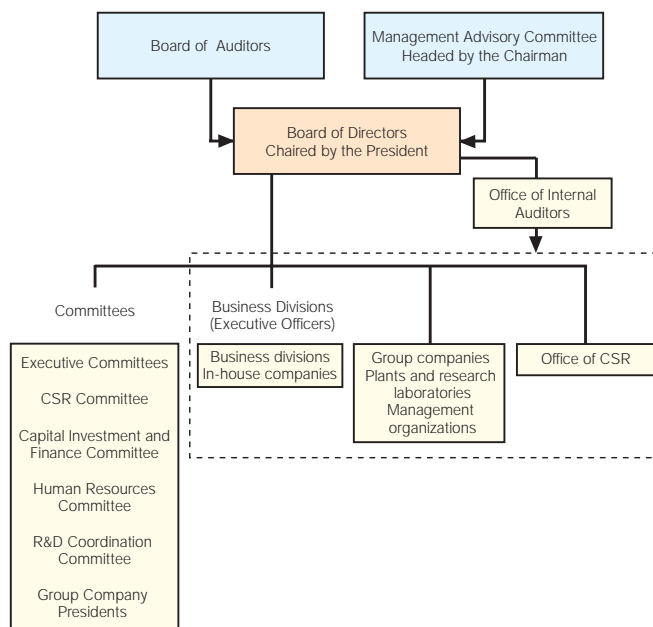 Board of Auditors
Management Advisory Committee
Headed by the Chairman
Board of Directors
Chaired by the President
Office of Internal
Auditors
Committees
Business Divisions
(Executive Officers)
Executive Committees
CSR Committee
Capital Investment and
Finance Committee
Human Resources
Committee
R&D Coordination
Committee
Group Company
Presidents
Business divisions
In-house companies
Group companies
Plants and research
laboratories
Management
organizations
Office of CSR